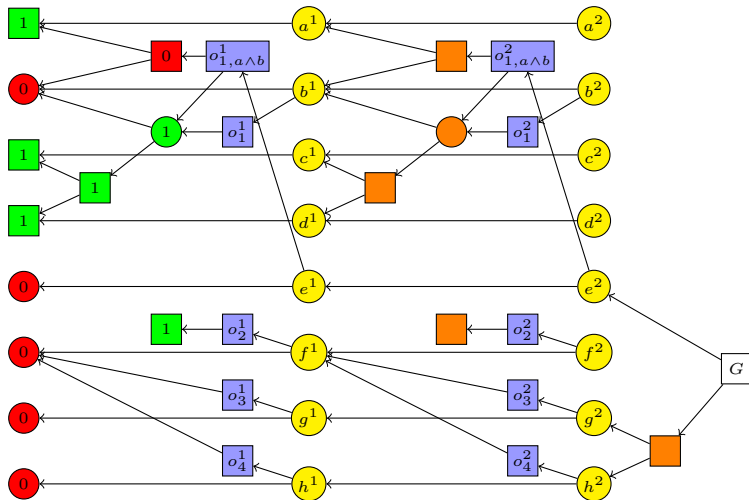 1 a¹ a²
0 o¹₁,a∧b o²₁,a∧b
0 b¹ b²
1 o¹₁ o²₁
1 c¹ c²
1
1 d¹ d²
0 e¹ e²
1 o¹₂ o²₂
0 f¹ f²
G
o¹₃ o²₃
0 g¹ g²
o¹₄ o²₄
0 h¹ h²